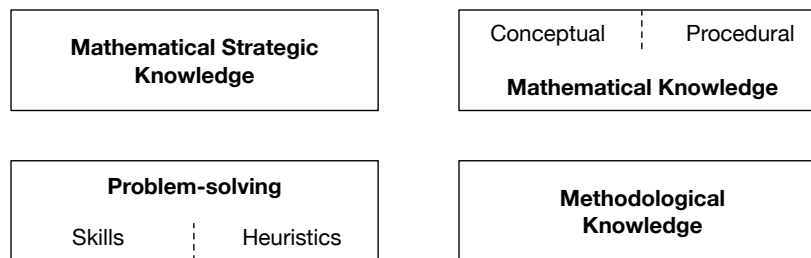 Mathematical Strategic
Knowledge
Conceptual Procedural
Mathematical Knowledge
Problem-solving
Skills Heuristics
Methodological
Knowledge